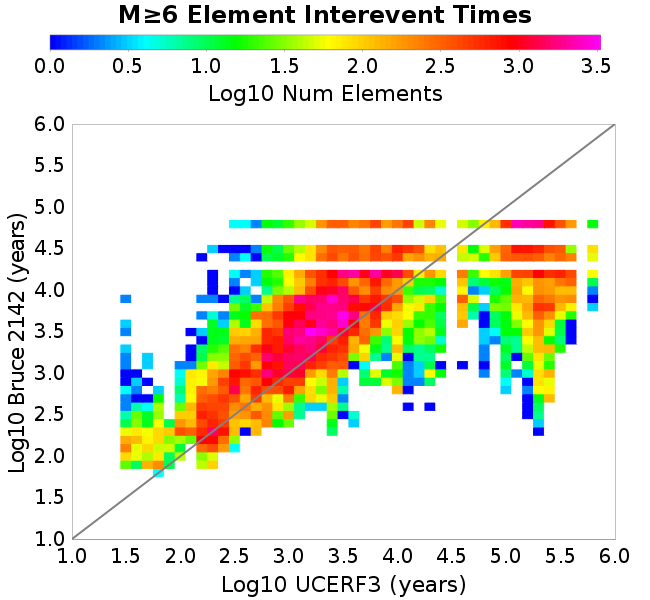 M≥6 Element Interevent Times
0.0 0.5 1.0 1.5 2.0 2.5 3.0 3.5
Log10 Num Elements
6.0
5.5
5.0
4.5
4.0
3.5
3.0
2.5
2.0
1.5
1.0
Log10 Bruce 2142 (years)
1.0 1.5 2.0 2.5 3.0 3.5 4.0 4.5 5.0 5.5 6.0
Log10 UCERF3 (years)